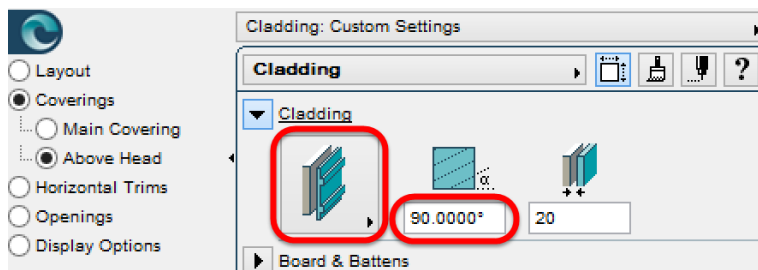 Cladding: Custom Settings
Layout
Coverings
Main Covering
Above Head
Horizontal Trims
Openings
Display Options
Cladding
?
Cladding
α
90.0000°
20
Board & Battens